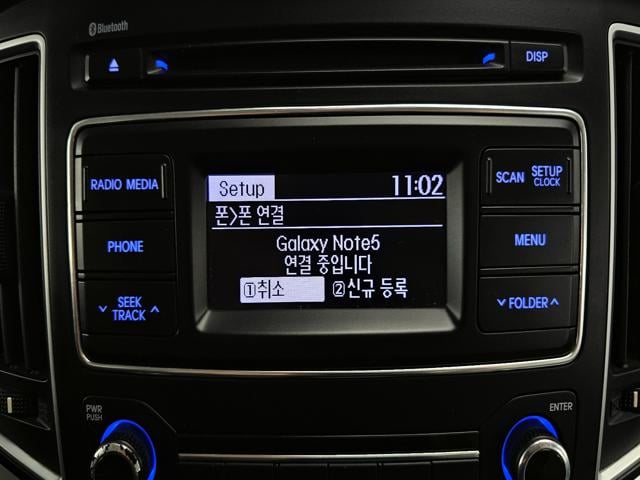 Bluetooth
DISP
RADIO MEDIA
PHONE
SEEK
TRACK
Setup 11:02
폰>폰 연결
Galaxy Note5
연결 중입니다
①취소 ②신규 등록
SCAN SETUP
CLOCK
MENU
FOLDER
PWR
PUSH
ENTER